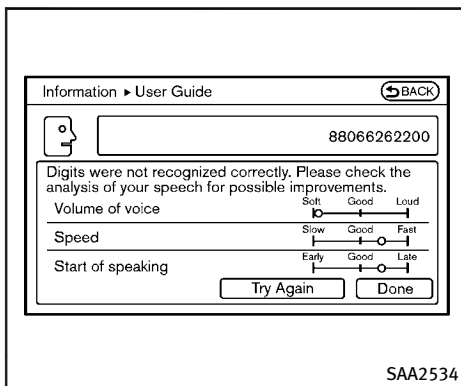 Information ▸ User Guide
BACK
88066262200
Digits were not recognized correctly. Please check the
analysis of your speech for possible improvements.
Volume of voice Soft Good Loud
Speed Slow Good Fast
Start of speaking Early Good Late
Try Again Done
SAA2534